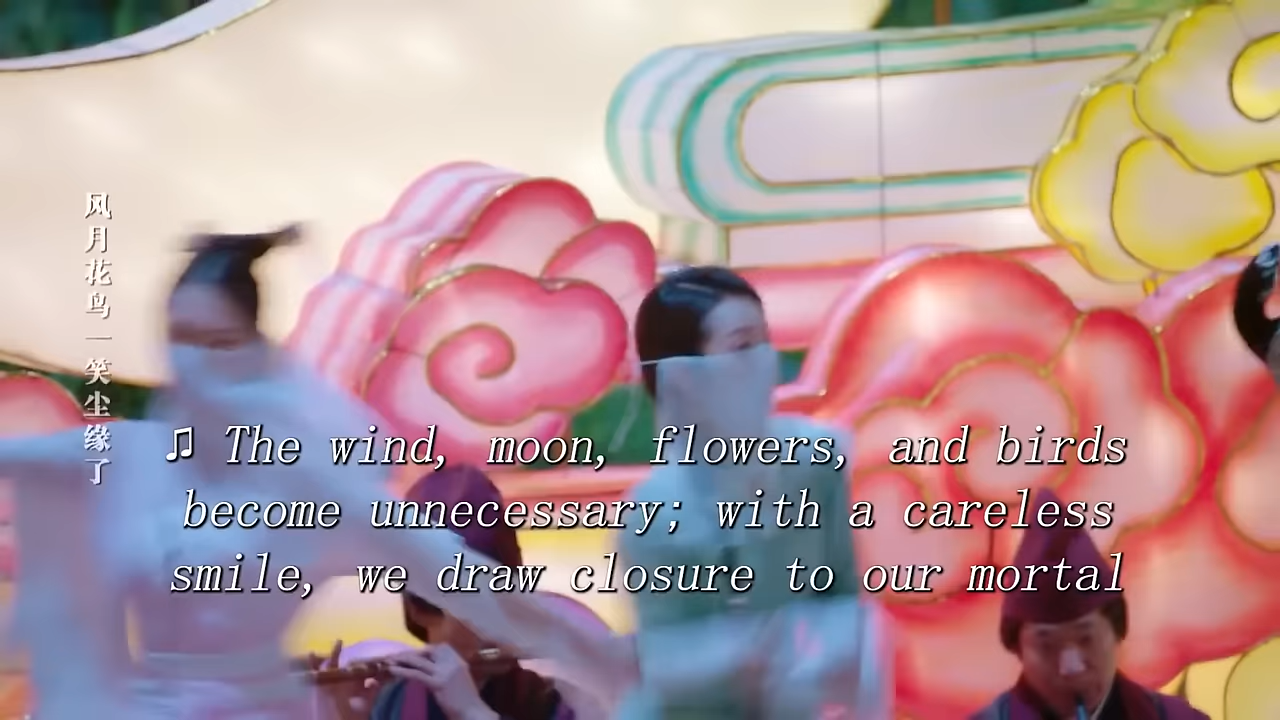 风月花鸟一笑尘缘了
♫ The wind, moon, flowers, and birds
become unnecessary; with a careless
smile, we draw closure to our mortal